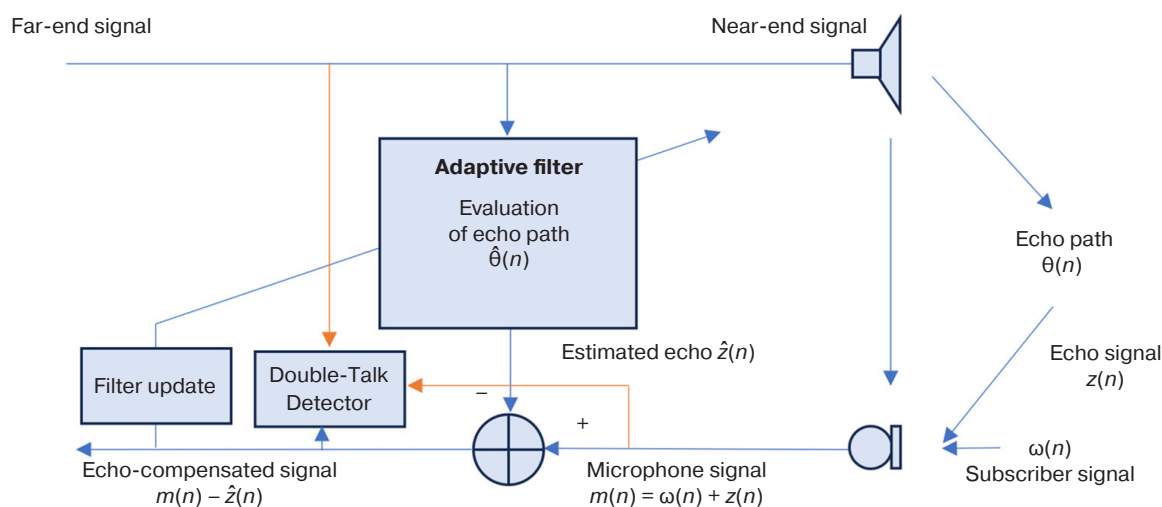 Far-end signal
Near-end signal
Adaptive filter
Evaluation
of echo path
θ̂(n)
Echo path
θ(n)
Estimated echo ẑ(n)
Echo signal
z(n)
Filter update
Double-Talk
Detector
−
+
ω(n)
Subscriber signal
Echo-compensated signal
m(n) – ẑ(n)
Microphone signal
m(n) = ω(n) + z(n)